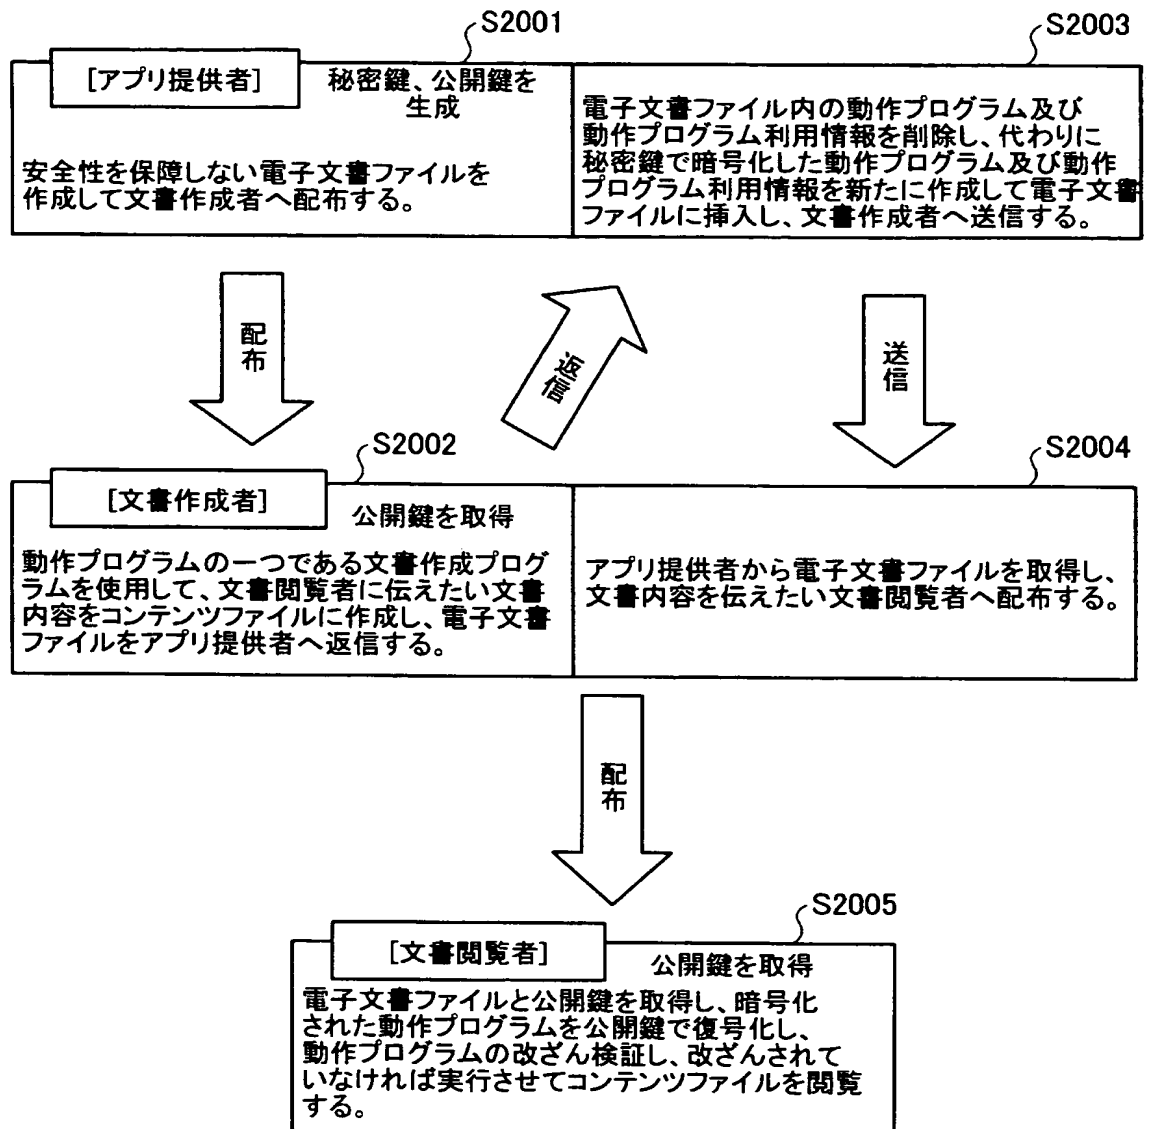 S2001
[アプリ提供者]
秘密鍵、公開鍵を
生成
安全性を保障しない電子文書ファイルを
作成して文書作成者へ配布する。
S2003
電子文書ファイル内の動作プログラム及び
動作プログラム利用情報を削除し、代わりに
秘密鍵で暗号化した動作プログラム及び動作
プログラム利用情報を新たに作成して電子文書
ファイルに挿入し、文書作成者へ送信する。
配布
返信
送信
S2002
[文書作成者]
公開鍵を取得
動作プログラムの一つである文書作成プログ
ラムを使用して、文書閲覧者に伝えたい文書
内容をコンテンツファイルに作成し、電子文書
ファイルをアプリ提供者へ返信する。
S2004
アプリ提供者から電子文書ファイルを取得し、
文書内容を伝えたい文書閲覧者へ配布する。
配布
S2005
[文書閲覧者]
公開鍵を取得
電子文書ファイルと公開鍵を取得し、暗号化
された動作プログラムを公開鍵で復号化し、
動作プログラムの改ざん検証し、改ざんされて
いなければ実行させてコンテンツファイルを閲覧
する。